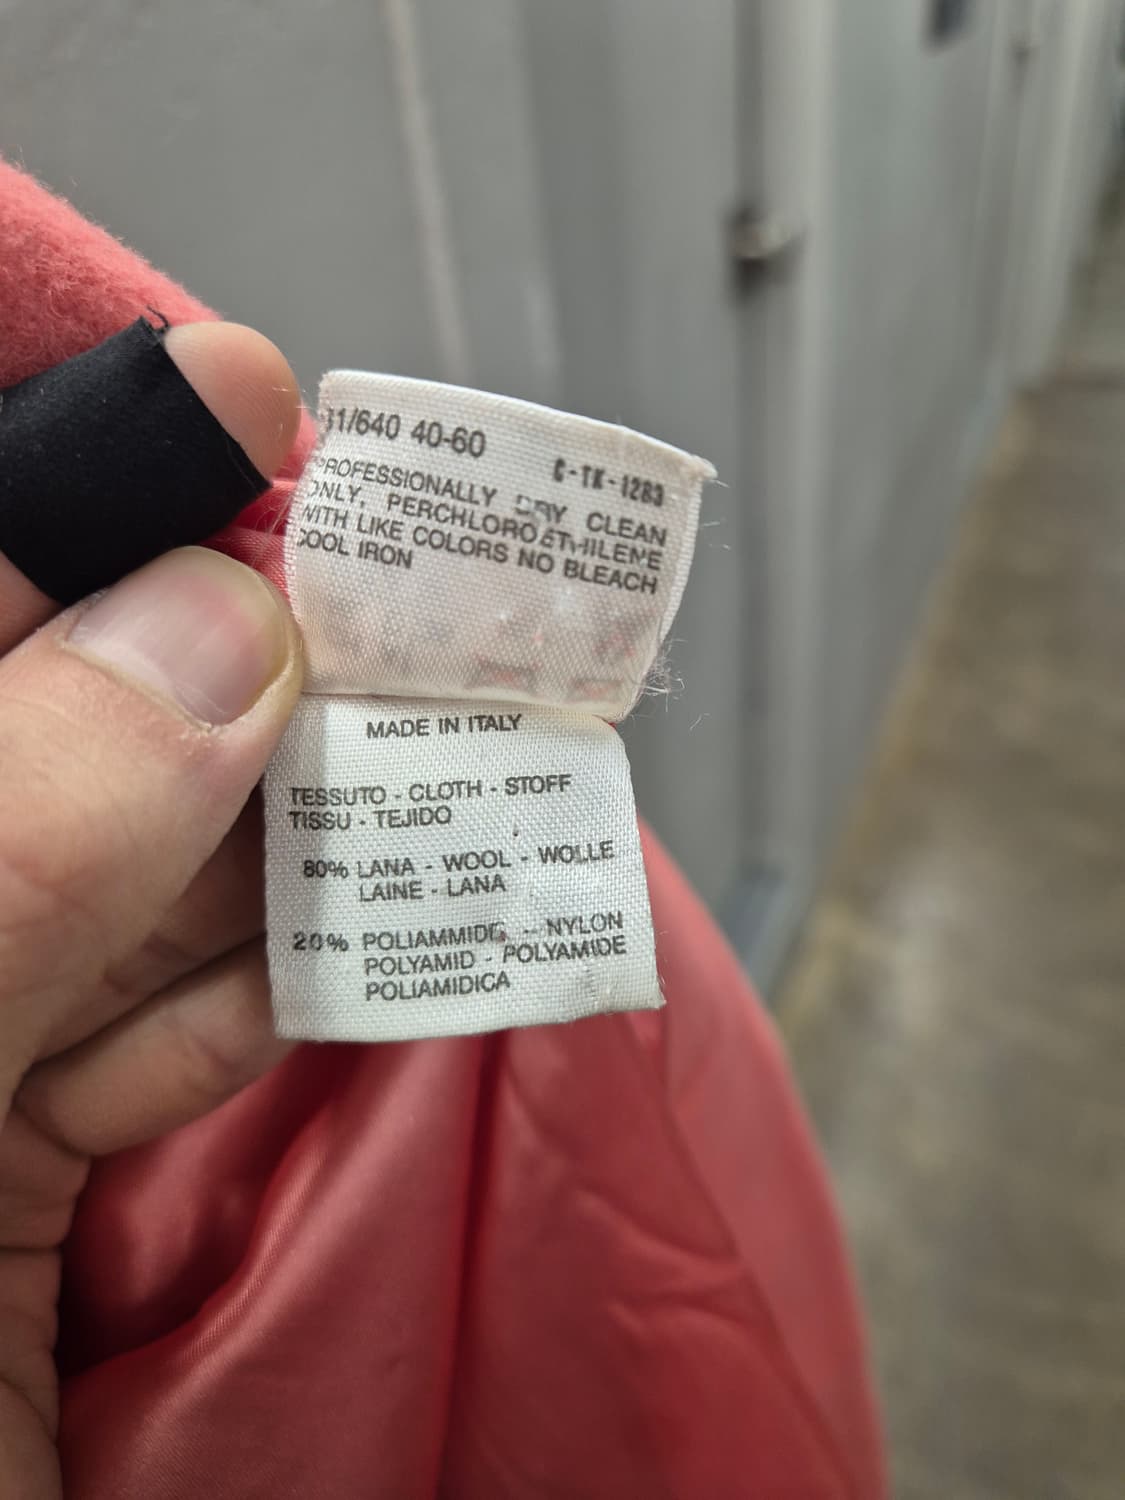 1/640 40-60
C-TK-1283
PROFESSIONALLY DRY CLEAN
ONLY, PERCHLOROETHILENE
WITH LIKE COLORS NO BLEACH
COOL IRON
MADE IN ITALY
TESSUTO - CLOTH - STOFF
TISSU - TEJIDO
80% LANA - WOOL - WOLLE
LAINE - LANA
20% POLIAMMIDE - NYLON
POLYAMID - POLYAMIDE
POLIAMIDICA